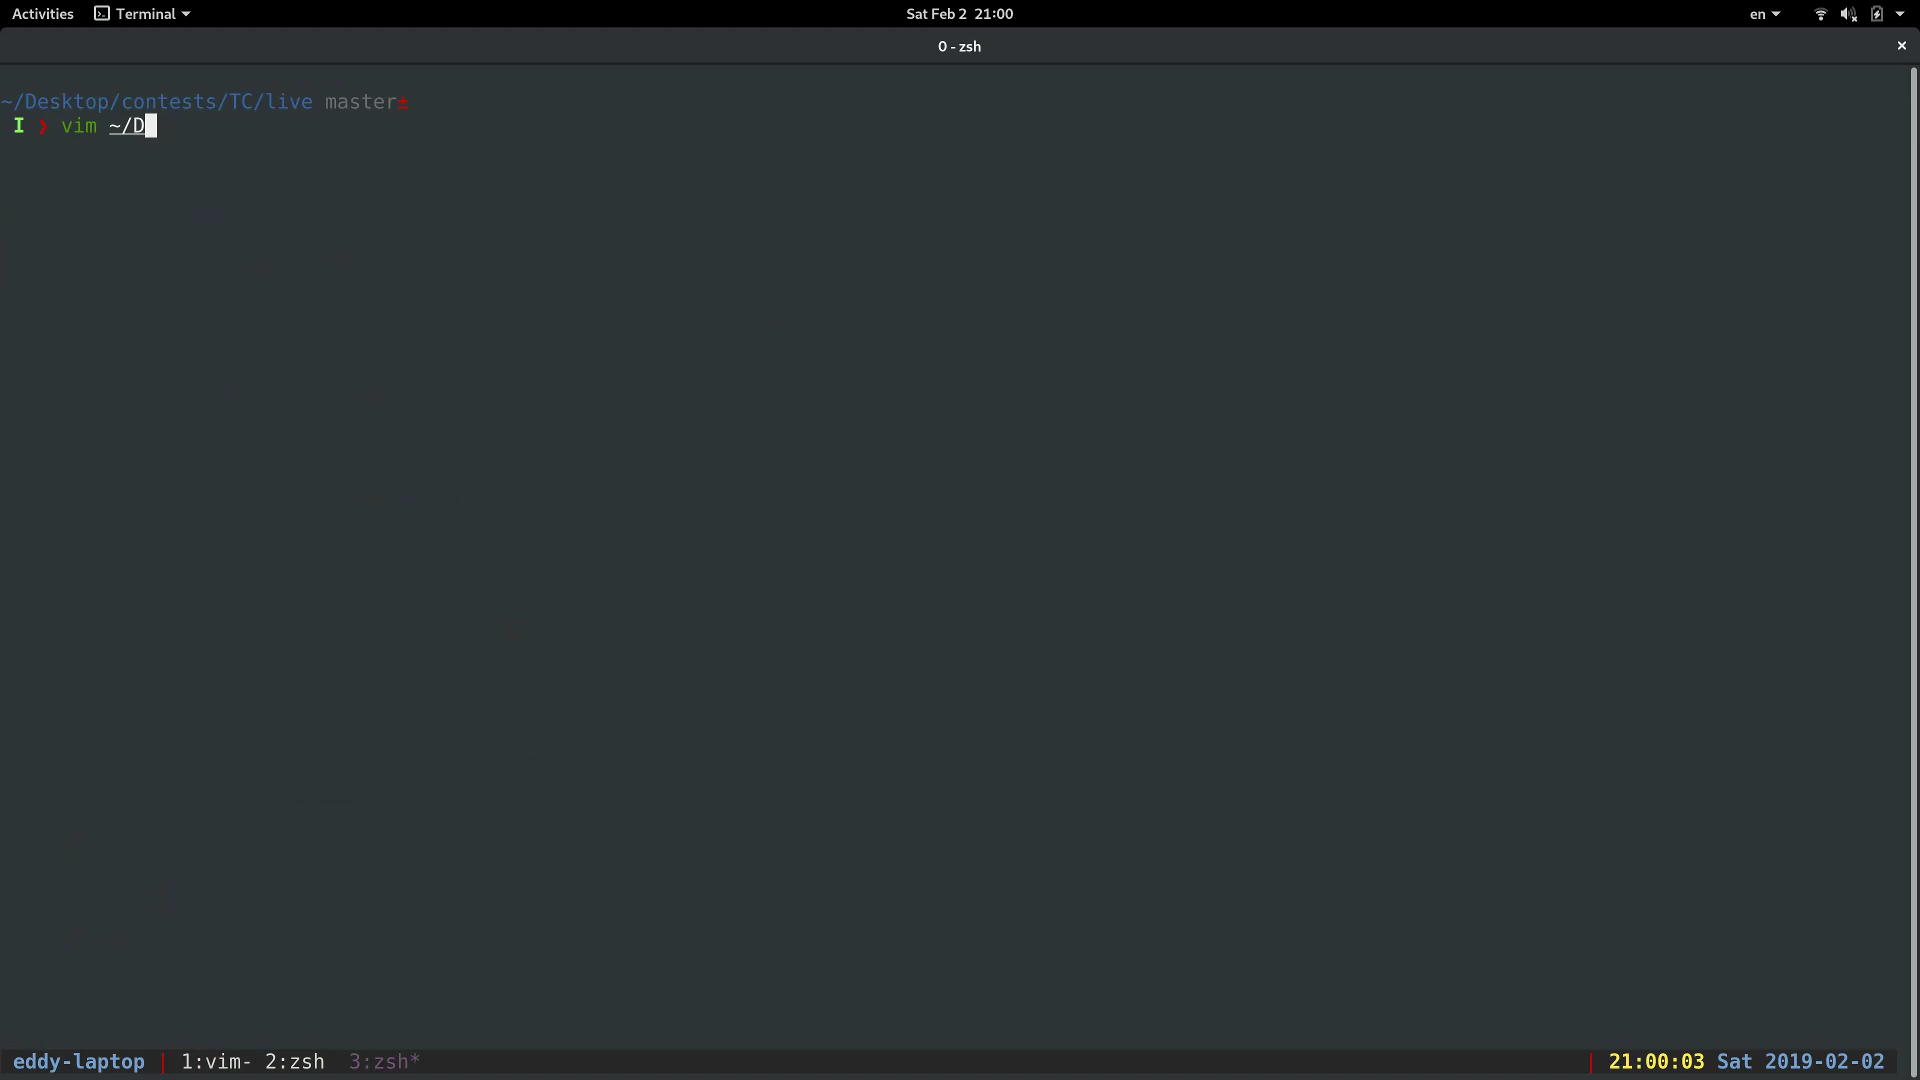 Activities Terminal Sat Feb 2 21:00 en
0 - zsh ×
~/Desktop/contests/TC/live master±
I ❯ vim ~/D
eddy-laptop | 1:vim- 2:zsh 3:zsh* | 21:00:03 Sat 2019-02-02